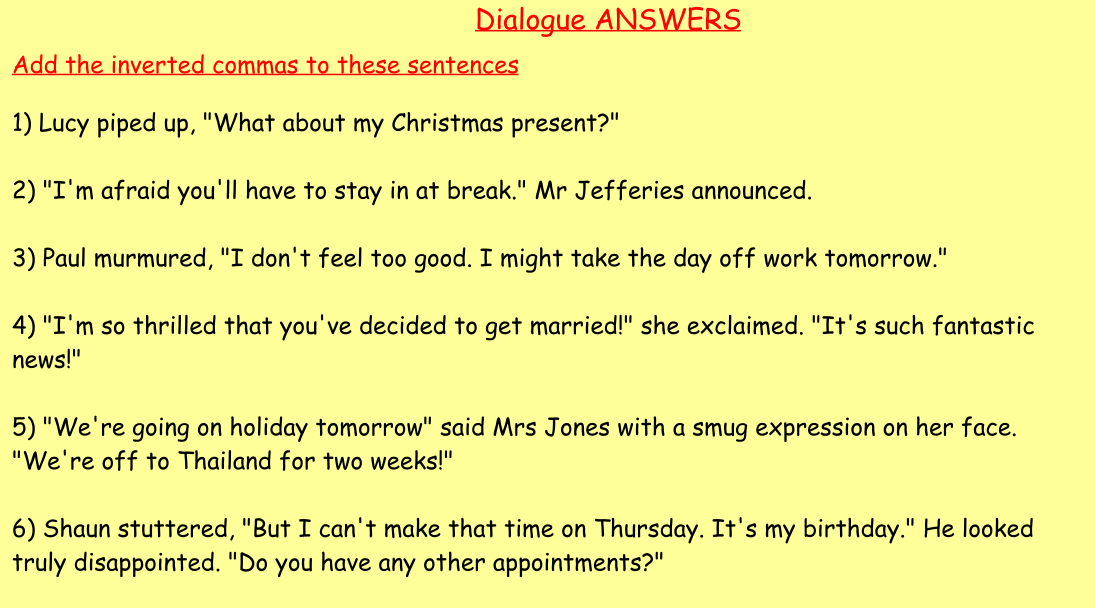 Dialogue ANSWERS
Add the inverted commas to these sentences
1) Lucy piped up, "What about my Christmas present?"
2) "I'm afraid you'll have to stay in at break." Mr Jefferies announced.
3) Paul murmured, "I don't feel too good. I might take the day off work tomorrow."
4) "I'm so thrilled that you've decided to get married!" she exclaimed. "It's such fantastic
news!"
5) "We're going on holiday tomorrow" said Mrs Jones with a smug expression on her face.
"We're off to Thailand for two weeks!"
6) Shaun stuttered, "But I can't make that time on Thursday. It's my birthday." He looked
truly disappointed. "Do you have any other appointments?"